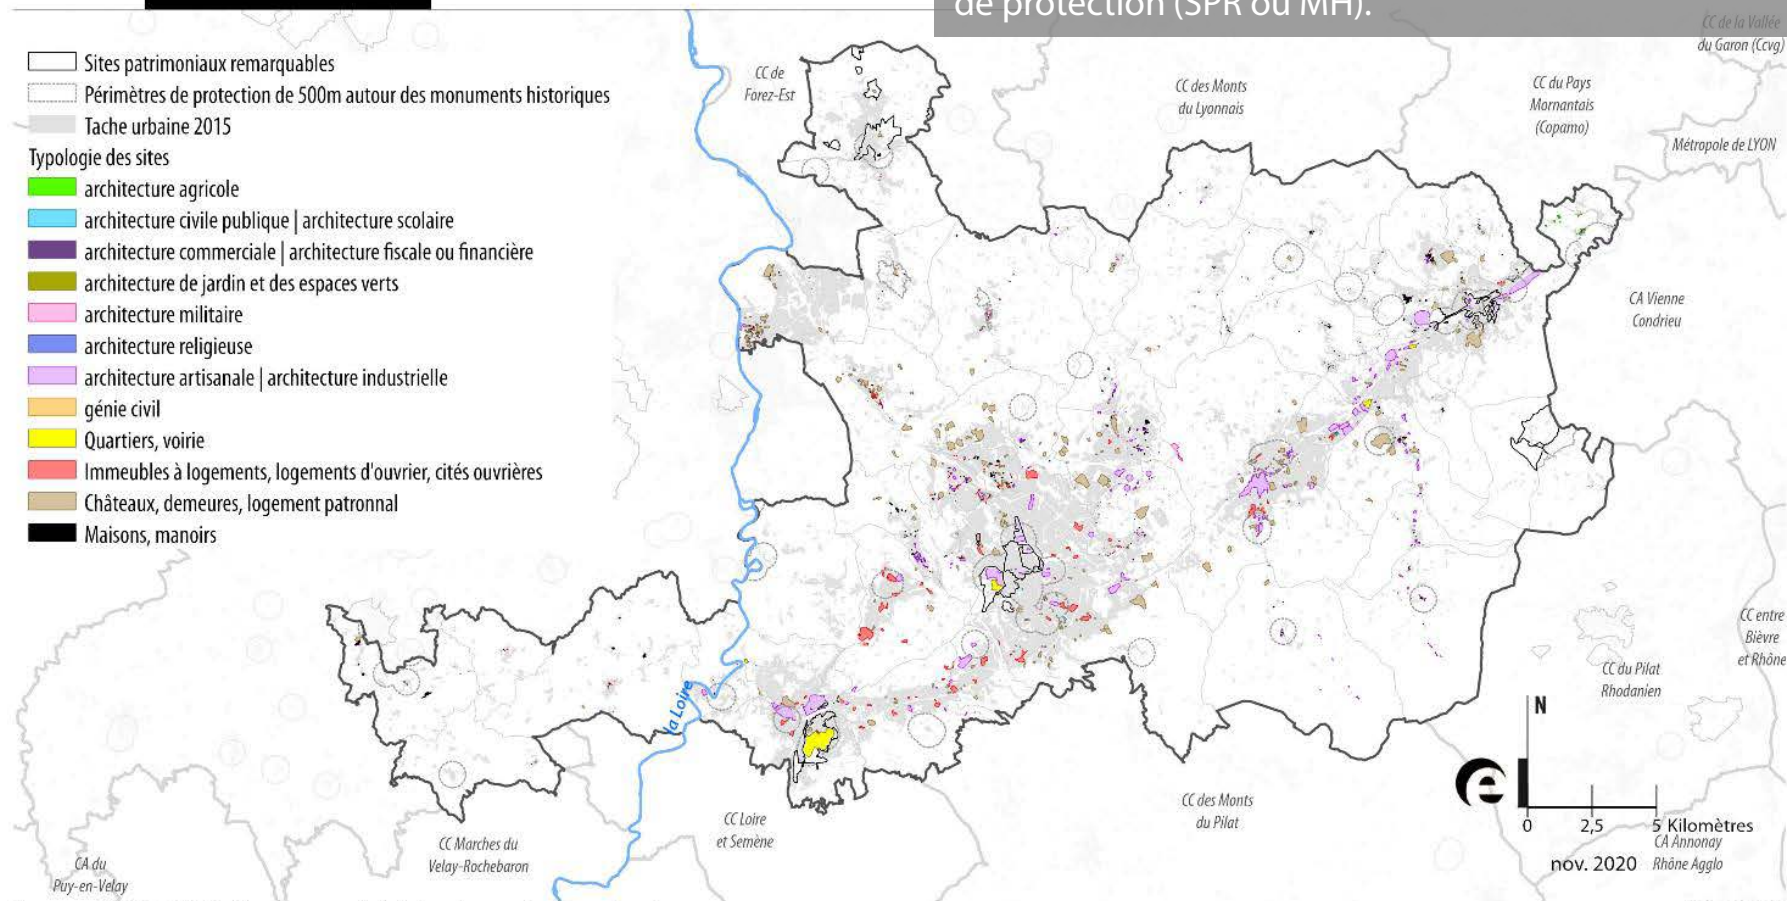 de protection (SPR ou MH).
Sites patrimoniaux remarquables
Périmètres de protection de 500m autour des monuments historiques
Tache urbaine 2015
Typologie des sites
architecture agricole
architecture civile publique | architecture scolaire
architecture commerciale | architecture fiscale ou financière
architecture de jardin et des espaces verts
architecture militaire
architecture religieuse
architecture artisanale | architecture industrielle
génie civil
Quartiers, voirie
Immeubles à logements, logements d'ouvrier, cités ouvrières
Châteaux, demeures, logement patronnal
Maisons, manoirs
CC de
Forez-Est
CC des Monts
du Lyonnais
CC du Pays
Mornantais
(Copamo)
CC de la Vallée
du Garon (Ccvg)
Métropole de LYON
CA Vienne
Condrieu
CC entre
Bièvre
et Rhône
CC du Pilat
Rhodanien
la Loire
CC des Monts
du Pilat
CC Loire
et Semène
CC Marches du
Velay-Rochebaron
CA du
Puy-en-Velay
N
el
0 2,5 5 Kilomètres
CA Annonay
Rhône Agglo
nov. 2020